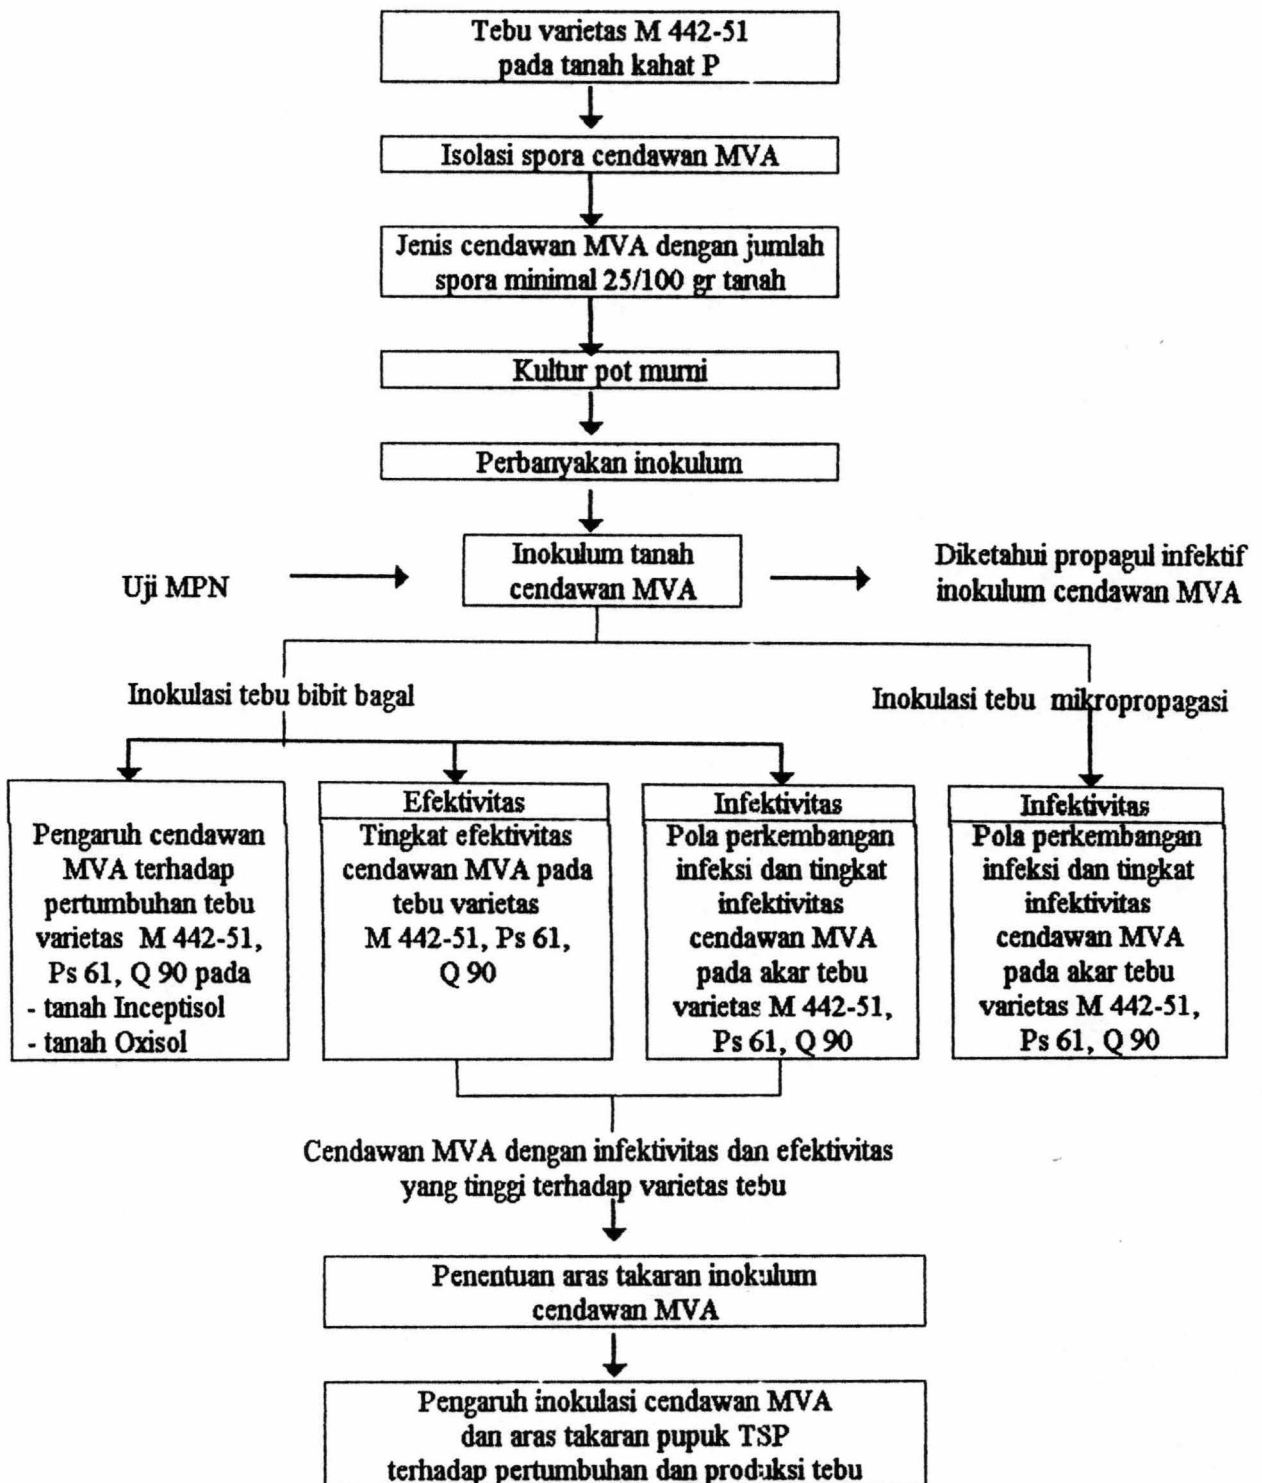 Tebu varietas M 442-51
pada tanah kahat P
Isolasi spora cendawan MVA
Jenis cendawan MVA dengan jumlah
spora minimal 25/100 gr tanah
Kultur pot murni
Perbanyakan inokulum
Uji MPN
Inokulum tanah
cendawan MVA
Diketahui propagul infektif
inokulum cendawan MVA
Inokulasi tebu bibit bagal
Inokulasi tebu mikropropagasi
Pengaruh cendawan
MVA terhadap
pertumbuhan tebu
varietas M 442-51,
Ps 61, Q 90 pada
- tanah Inceptisol
- tanah Oxisol
Efektivitas
Tingkat efektivitas
cendawan MVA pada
tebu varietas
M 442-51, Ps 61,
Q 90
Infektivitas
Pola perkembangan
infeksi dan tingkat
infektivitas
cendawan MVA
pada akar tebu
varietas M 442-51,
Ps 61, Q 90
Infektivitas
Pola perkembangan
infeksi dan tingkat
infektivitas
cendawan MVA
pada akar tebu
varietas M 442-51,
Ps 61, Q 90
Cendawan MVA dengan infektivitas dan efektivitas
yang tinggi terhadap varietas tebu
Penentuan aras takaran inokulum
cendawan MVA
Pengaruh inokulasi cendawan MVA
dan aras takaran pupuk TSP
terhadap pertumbuhan dan produksi tebu